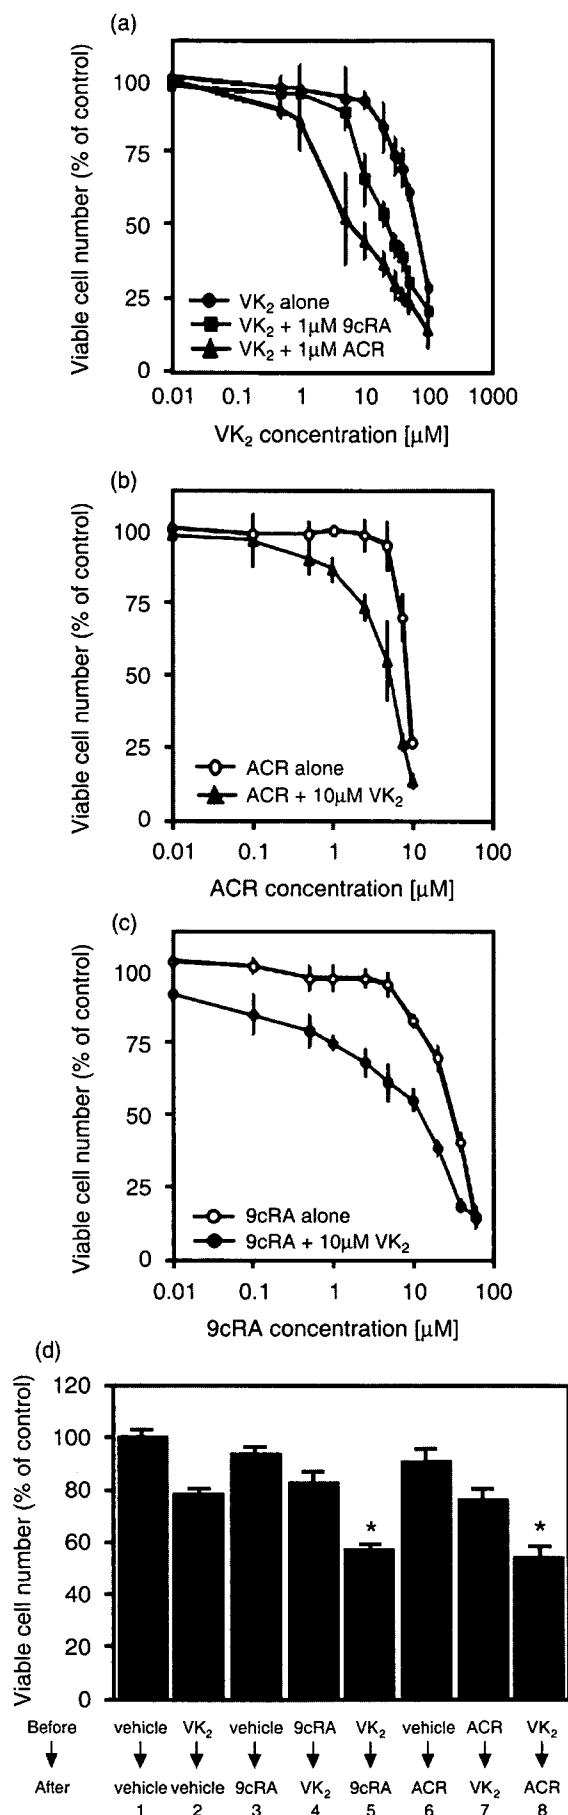 (a)
Viable cell number (% of control)
100
75
50
25
0
VK₂ alone
VK₂ + 1μM 9cRA
VK₂ + 1μM ACR
0.01 0.1 1 10 100 1000
VK₂ concentration [μM]
(b)
Viable cell number (% of control)
100
75
50
25
0
ACR alone
ACR + 10μM VK₂
0.01 0.1 1 10 100
ACR concentration [μM]
(c)
Viable cell number (% of control)
100
75
50
25
0
9cRA alone
9cRA + 10μM VK₂
0.01 0.1 1 10 100
9cRA concentration [μM]
(d)
Viable cell number (% of control)
120
100
80
60
40
20
0
* *
Before vehicle VK₂ vehicle 9cRA VK₂ vehicle ACR VK₂
After vehicle vehicle 9cRA VK₂ 9cRA ACR VK₂ ACR
1 2 3 4 5 6 7 8